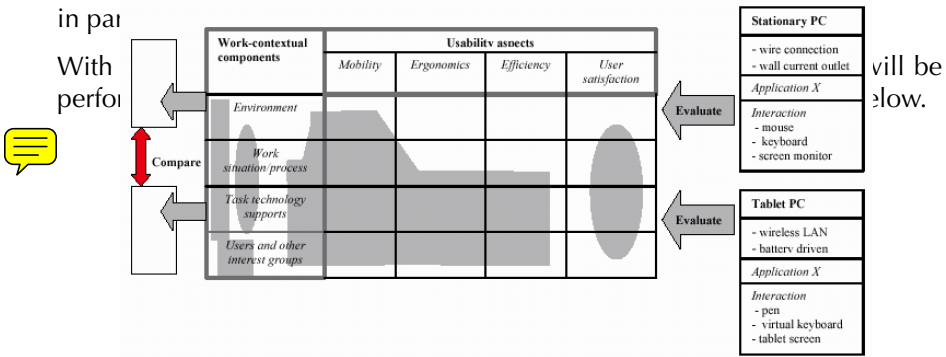 in par
With
will be
perfor
elow.
Compare
Work-contextual
components
Usability aspects
Mobility
Ergonomics
Efficiency
User
satisfaction
Environment
Work
situation/process
Task technology
supports
Users and other
interest groups
Evaluate
Evaluate
Stationary PC
- wire connection
- wall current outlet
Application X
Interaction
- mouse
- keyboard
- screen monitor
Tablet PC
- wireless LAN
- battery driven
Application X
Interaction
- pen
- virtual keyboard
- tablet screen